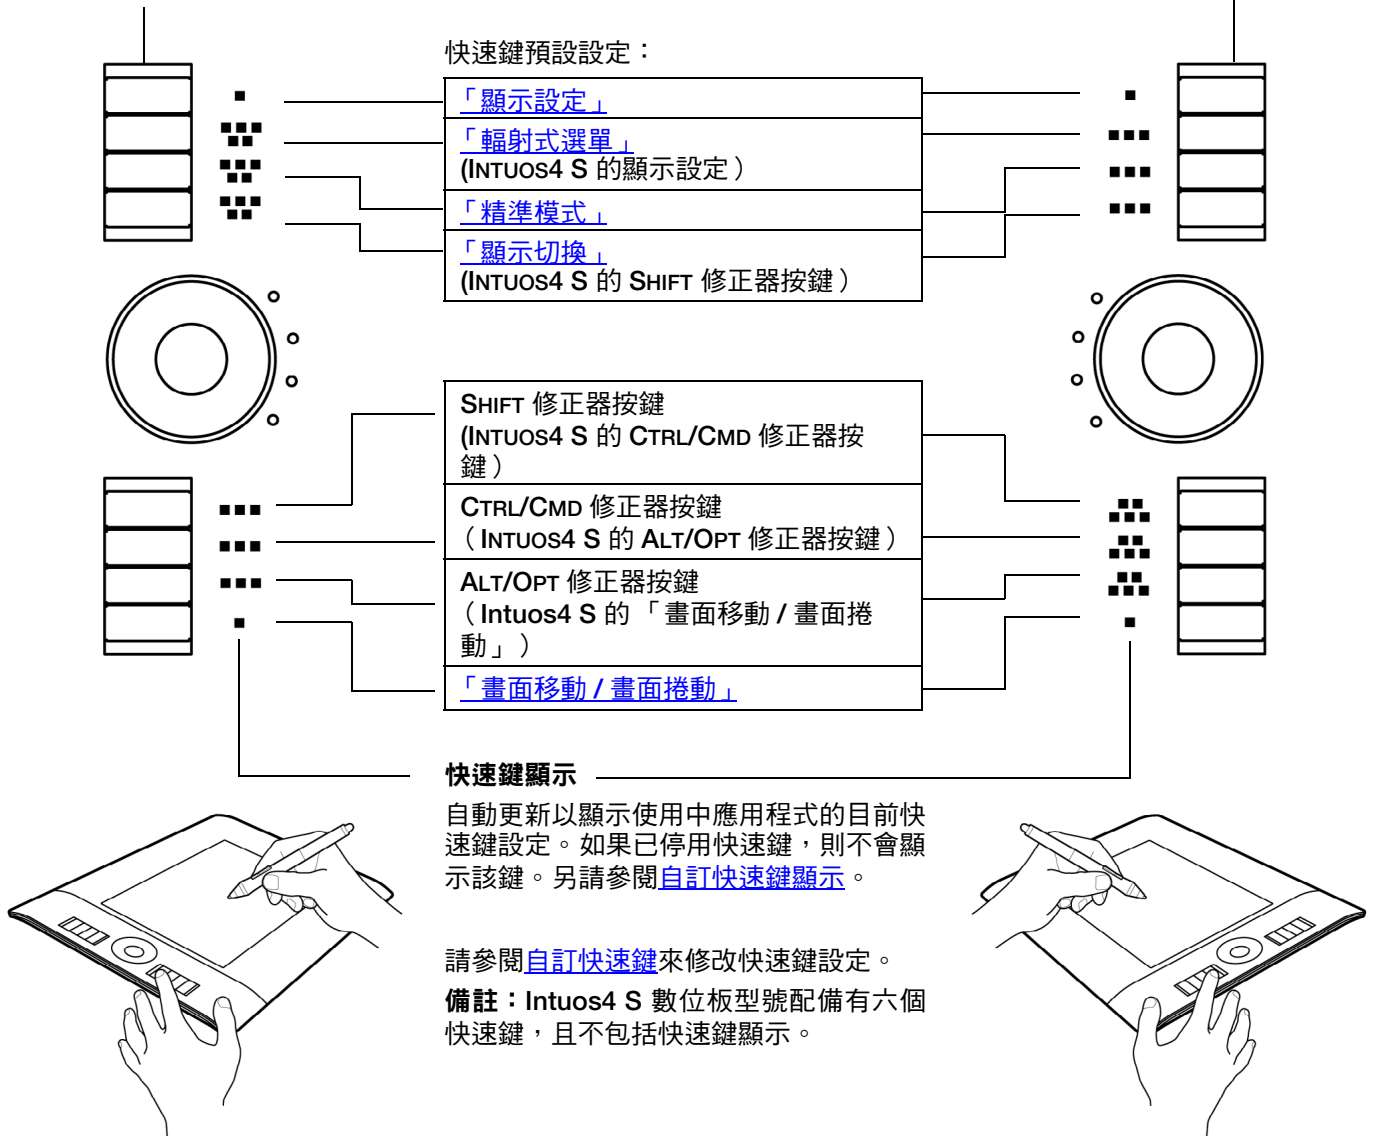 快速鍵預設設定：
「顯示設定」
「輻射式選單」
(INTUOS4 S 的顯示設定）
「精準模式」
「顯示切換」
(INTUOS4 S 的 SHIFT 修正器按鍵）
SHIFT 修正器按鍵
(INTUOS4 S 的 CTRL/CMD 修正器按
鍵）
CTRL/CMD 修正器按鍵
（INTUOS4 S 的 ALT/OPT 修正器按鍵）
ALT/OPT 修正器按鍵
（Intuos4 S 的「畫面移動 / 畫面捲
動」）
「畫面移動 / 畫面捲動」
快速鍵顯示
自動更新以顯示使用中應用程式的目前快
速鍵設定。如果已停用快速鍵，則不會顯
示該鍵。另請參閱自訂快速鍵顯示。
請參閱自訂快速鍵來修改快速鍵設定。
備註：Intuos4 S 數位板型號配備有六個
快速鍵，且不包括快速鍵顯示。